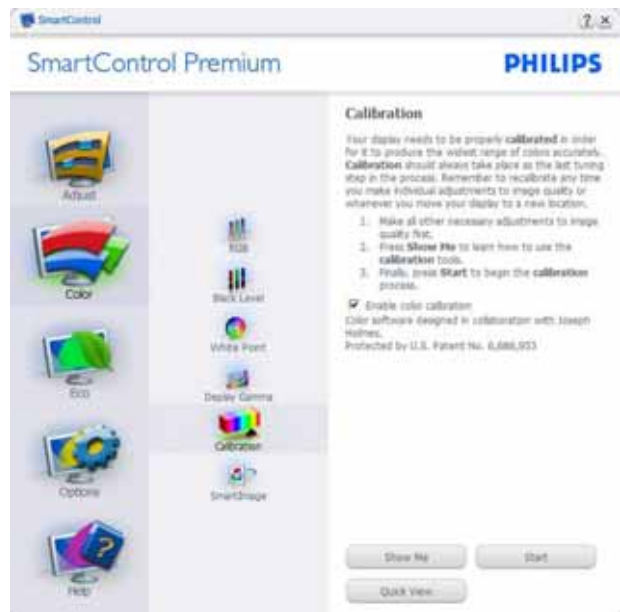 SmartControl
? ×
SmartControl Premium
PHILIPS
Adjust
Color
Eco
Options
Help
RGB
Black Level
White Point
Display Gamma
Calibration
SmartImage
Calibration
Your display needs to be properly calibrated in order
for it to produce the widest range of colors accurately.
Calibration should always take place as the last tuning
step in the process. Remember to recalibrate any time
you make individual adjustments to image quality or
whenever you move your display to a new location.
1. Make all other necessary adjustments to image
quality first.
2. Press Show Me to learn how to use the
calibration tools.
3. Finally, press Start to begin the calibration
process.
Enable color calibration
Color software designed in collaboration with Joseph
Holmes.
Protected by U.S. Patent No. 6,686,953
Show Me
Start
Quick View